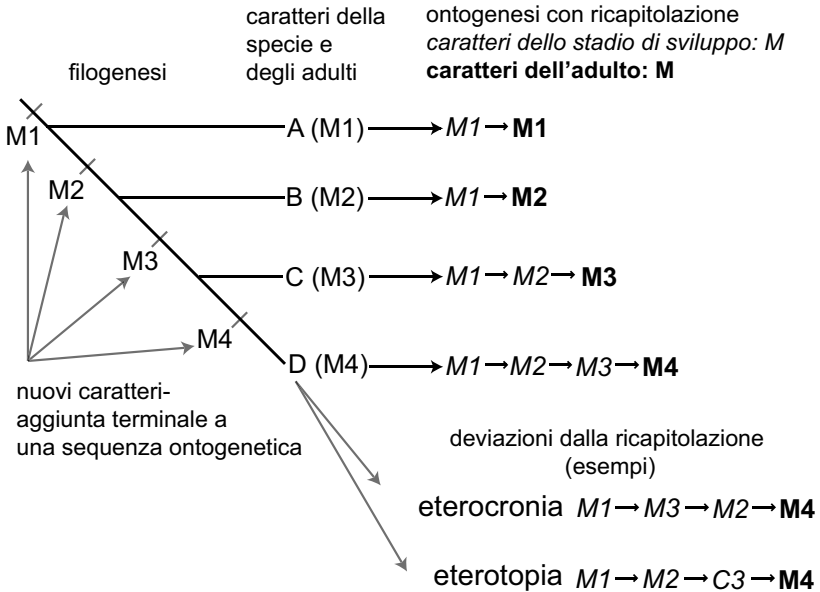 filogenesi
caratteri della
specie e
degli adulti
ontogenesi con ricapitolazione
caratteri dello stadio di sviluppo: M
caratteri dell'adulto: M
M1
A (M1) → M1 → M1
M2
B (M2) → M1 → M2
M3
C (M3) → M1 → M2 → M3
M4
D (M4) → M1 → M2 → M3 → M4
nuovi caratteri-
aggiunta terminale a
una sequenza ontogenetica
deviazioni dalla ricapitolazione
(esempi)
eterocronia M1 → M3 → M2 → M4
eterotopia M1 → M2 → C3 → M4